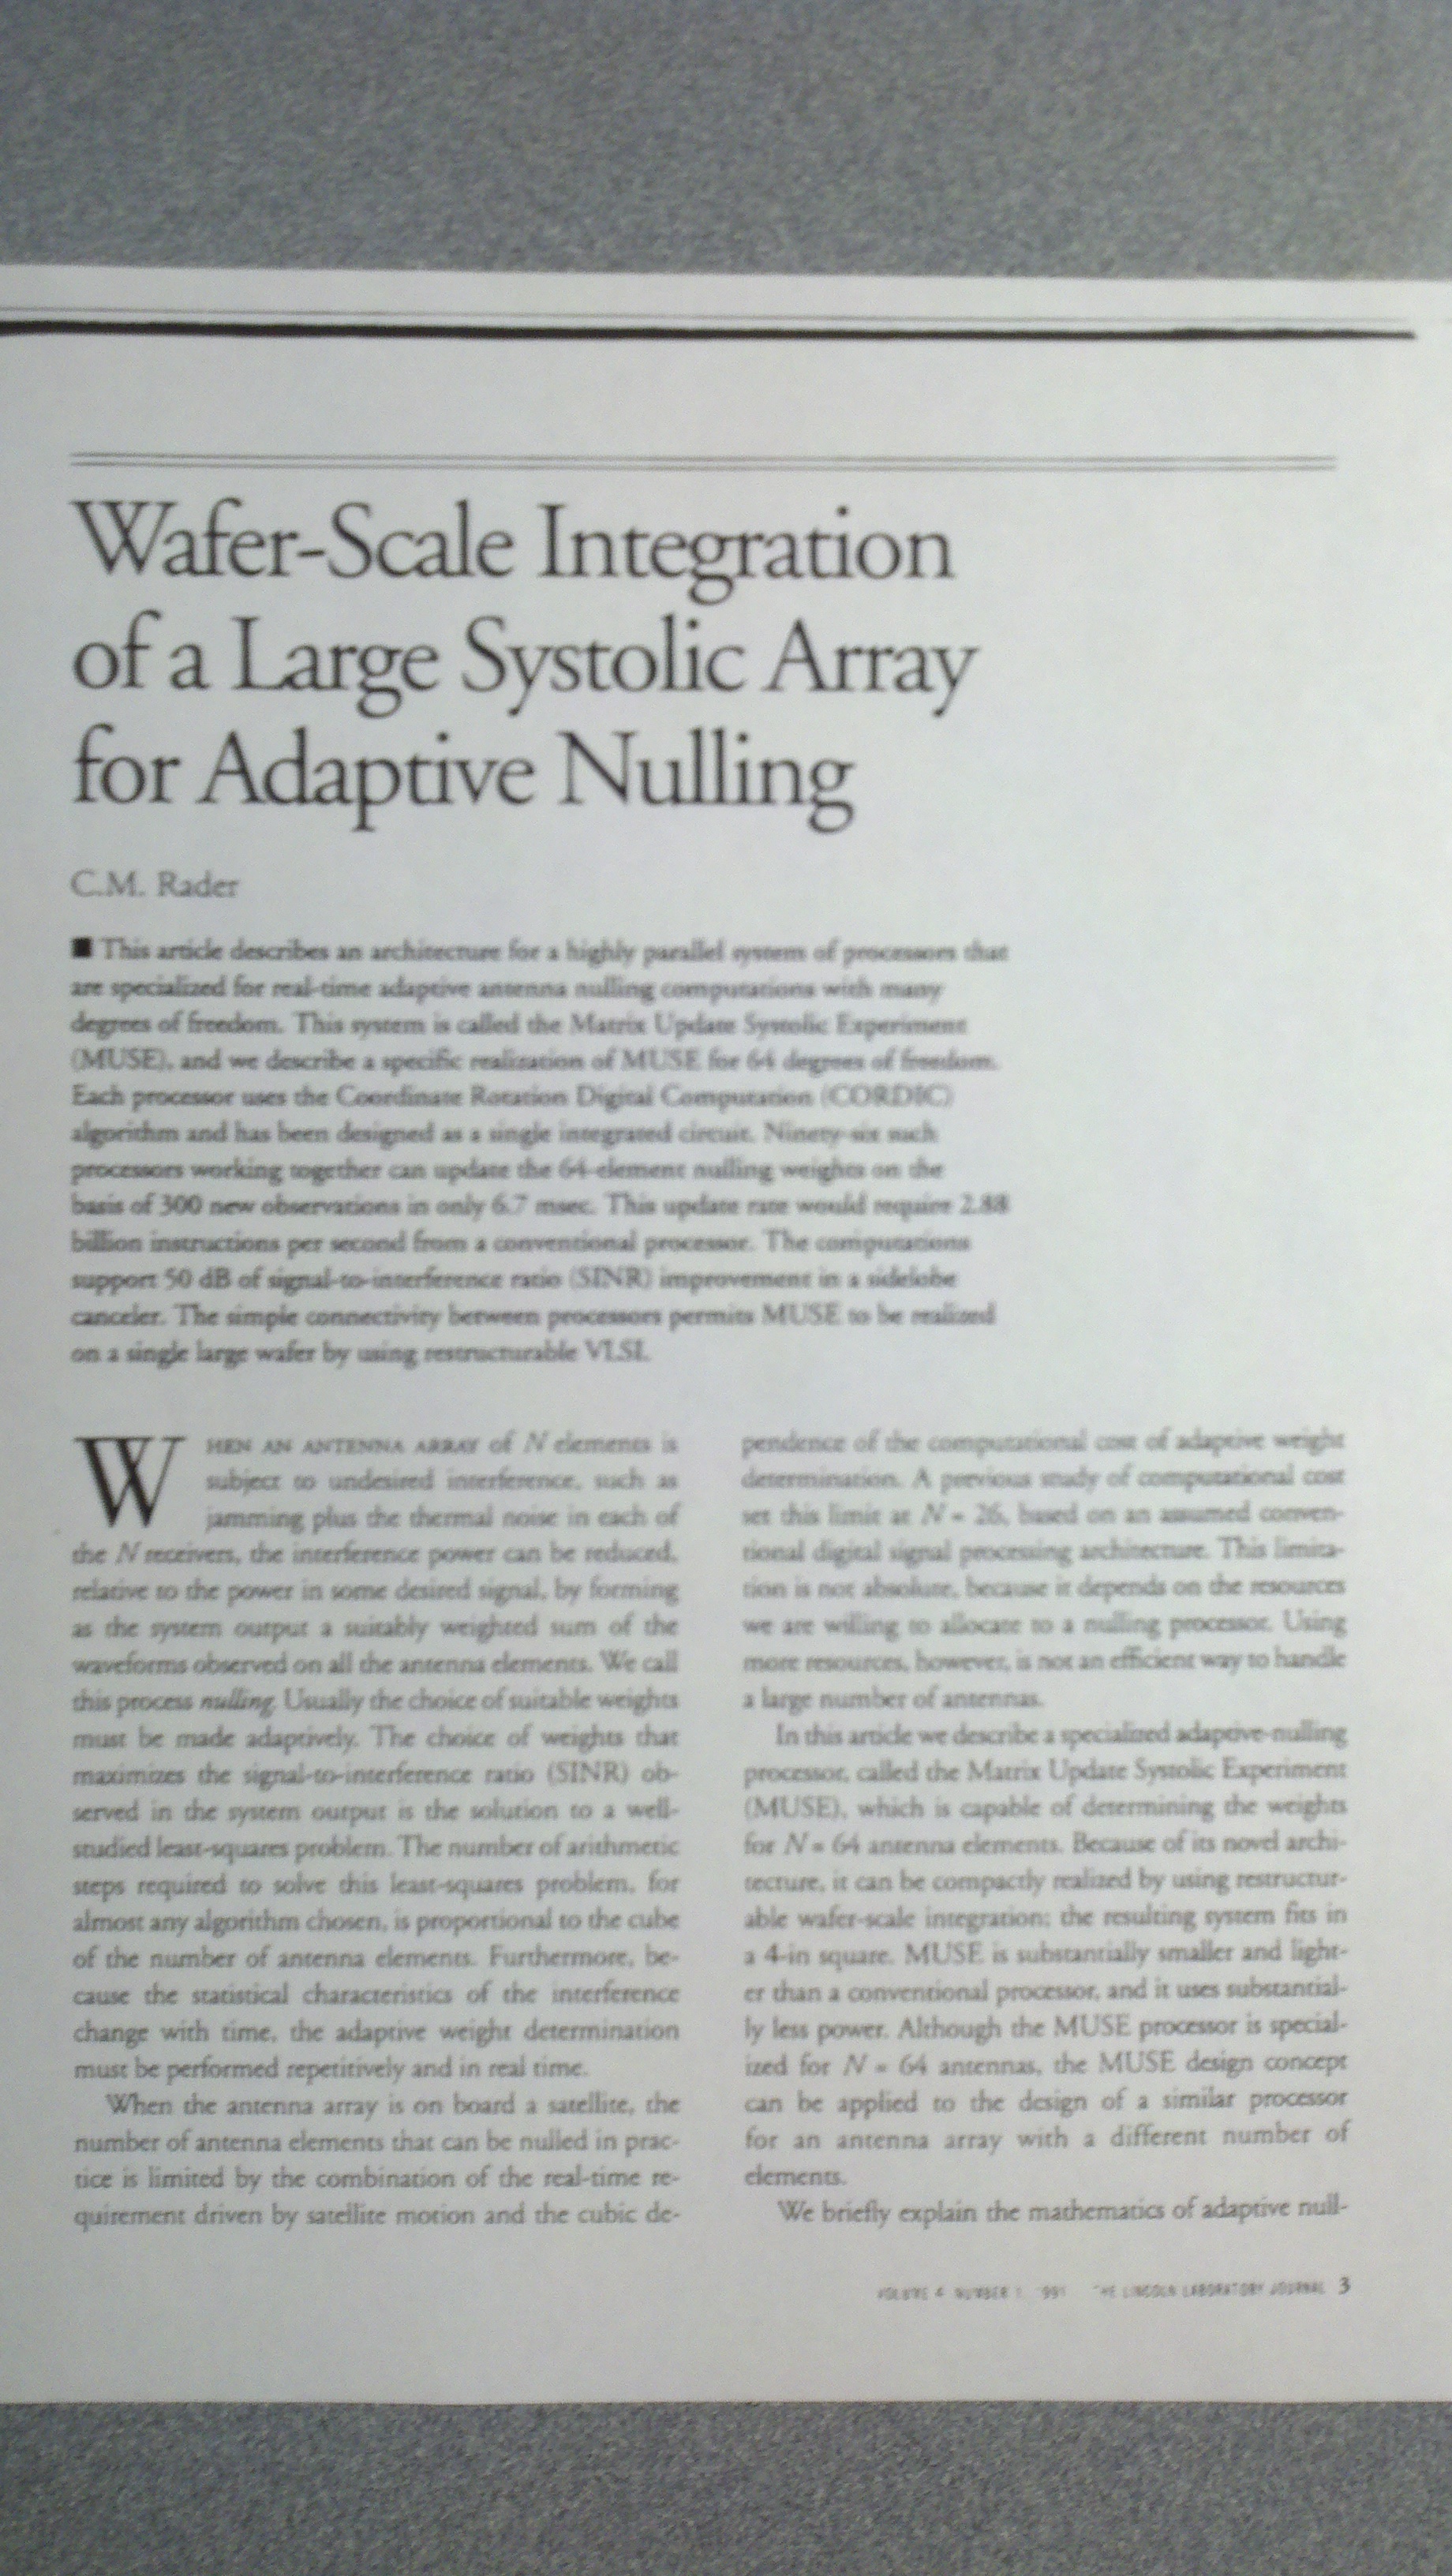 Wafer-Scale Integration
of a Large Systolic Array
for Adaptive Nulling
C.M. Rader
■ This article describes an architecture for a highly parallel system of processors that
are specialized for real-time adaptive antenna nulling computations with many
degrees of freedom. This system is called the Matrix Update Systolic Experiment
(MUSE), and we describe a specific realization of MUSE for 64 degrees of freedom.
Each processor uses the Coordinate Rotation Digital Computation (CORDIC)
algorithm and has been designed as a single integrated circuit. Ninety-six such
processors working together can update the 64-element nulling weights on the
basis of 300 new observations in only 6.7 msec. This update rate would require 2.88
billion instructions per second from a conventional processor. The computations
support 50 dB of signal-to-interference ratio (SINR) improvement in a sidelobe
canceler. The simple connectivity between processors permits MUSE to be realized
on a single large wafer by using restructurable VLSI.
WHEN AN ANTENNA ARRAY of N elements is
subject to undesired interference, such as
jamming plus the thermal noise in each of
the N receivers, the interference power can be reduced,
relative to the power in some desired signal, by forming
as the system output a suitably weighted sum of the
waveforms observed on all the antenna elements. We call
this process nulling. Usually the choice of suitable weights
must be made adaptively. The choice of weights that
maximizes the signal-to-interference ratio (SINR) ob-
served in the system output is the solution to a well-
studied least-squares problem. The number of arithmetic
steps required to solve this least-squares problem, for
almost any algorithm chosen, is proportional to the cube
of the number of antenna elements. Furthermore, be-
cause the statistical characteristics of the interference
change with time, the adaptive weight determination
must be performed repetitively and in real time.
When the antenna array is on board a satellite, the
number of antenna elements that can be nulled in prac-
tice is limited by the combination of the real-time re-
quirement driven by satellite motion and the cubic de-
pendence of the computational cost of adaptive weight
determination. A previous study of computational cost
set this limit at N = 26, based on an assumed conven-
tional digital signal processing architecture. This limita-
tion is not absolute, because it depends on the resources
we are willing to allocate to a nulling processor. Using
more resources, however, is not an efficient way to handle
a large number of antennas.
In this article we describe a specialized adaptive-nulling
processor, called the Matrix Update Systolic Experiment
(MUSE), which is capable of determining the weights
for N = 64 antenna elements. Because of its novel archi-
tecture, it can be compactly realized by using restructur-
able wafer-scale integration; the resulting system fits in
a 4-in square. MUSE is substantially smaller and light-
er than a conventional processor, and it uses substantial-
ly less power. Although the MUSE processor is special-
ized for N = 64 antennas, the MUSE design concept
can be applied to the design of a similar processor
for an antenna array with a different number of
elements.
We briefly explain the mathematics of adaptive null-
VOLUME 4 NUMBER 1 1991 THE LINCOLN LABORATORY JOURNAL 3